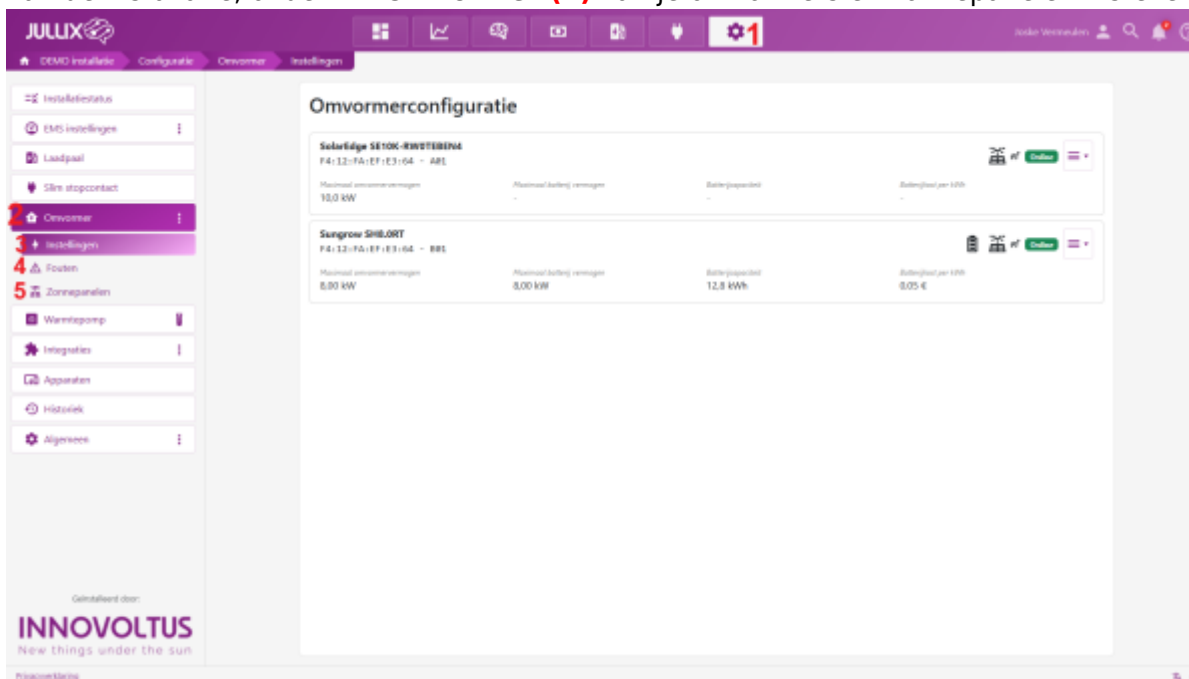 JULLUX
1
Joske Vermeulen
DEMO installatie
Configuratie
Omvormer
Instellingen
Installatiestatus
EMS instellingen
Laadpaal
Slim stopcontact
2 Omvormer
3 Instellingen
4 Fouten
5 Zonnepanelen
Warmtepomp
Integraties
Apparaten
Historiek
Algemeen
Geïnstalleerd door:
INNOVOLTUS
New things under the sun
Omvormerconfiguratie
SolarEdge SE10K-RW0TEBEN4
F4:12:FA:EF:E3:64 - A01
Online
Maximaal omvormervermogen
Maximaal batterij vermogen
Batterijcapaciteit
Batterijkost per kWh
10,0 kW
-
-
-
Sungrow SH8.0RT
F4:12:FA:EF:E3:64 - B01
Online
Maximaal omvormervermogen
Maximaal batterij vermogen
Batterijcapaciteit
Batterijkost per kWh
8,00 kW
8,00 kW
12,8 kWh
0,05 €
Privacyverklaring